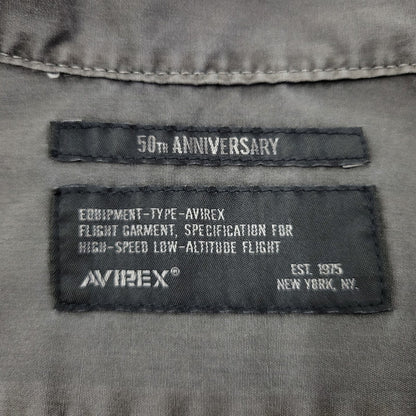 50TH ANNIVERSARY
EQUIPMENT-TYPE-AVIREX
FLIGHT GARMENT, SPECIFICATION FOR
HIGH-SPEED LOW-ALTITUDE FLIGHT
AVIREX®
EST. 1975
NEW YORK, NY.